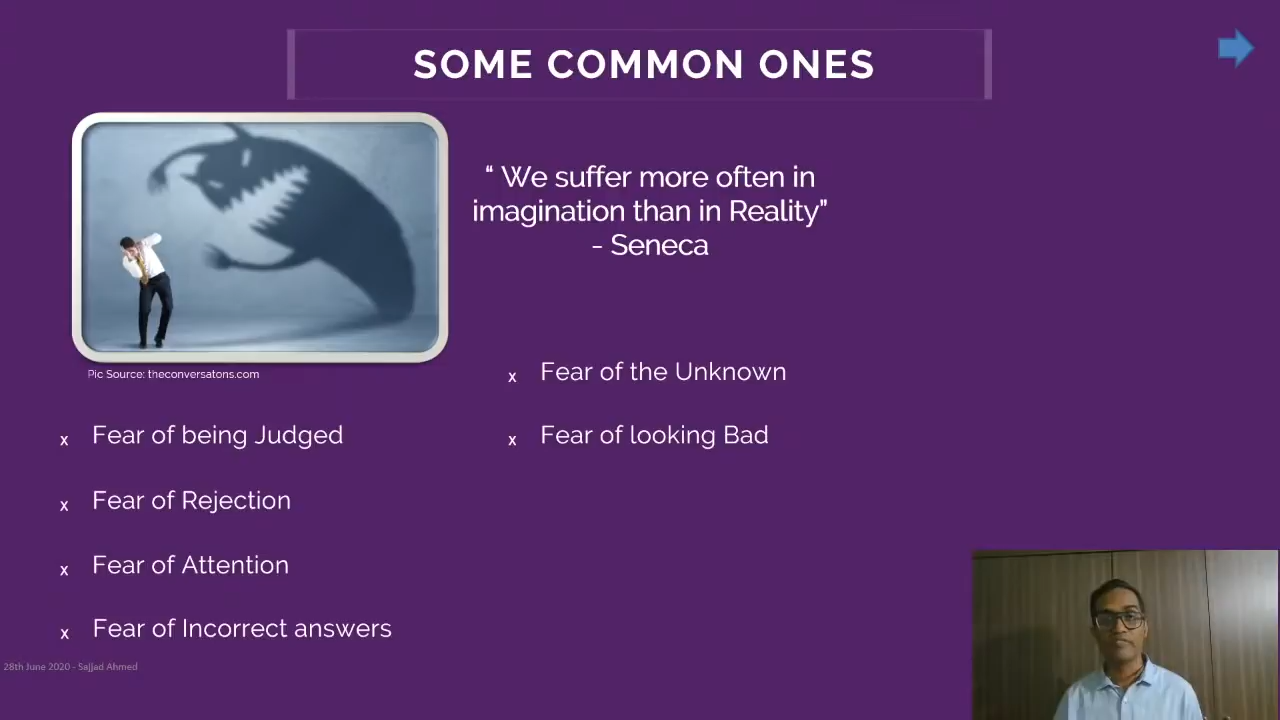 SOME COMMON ONES
“ We suffer more often in
imagination than in Reality”
- Seneca
Pic Source: theconversatons.com
x Fear of being Judged
x Fear of Rejection
x Fear of Attention
x Fear of Incorrect answers
x Fear of the Unknown
x Fear of looking Bad
28th June 2020 - Sajjad Ahmed